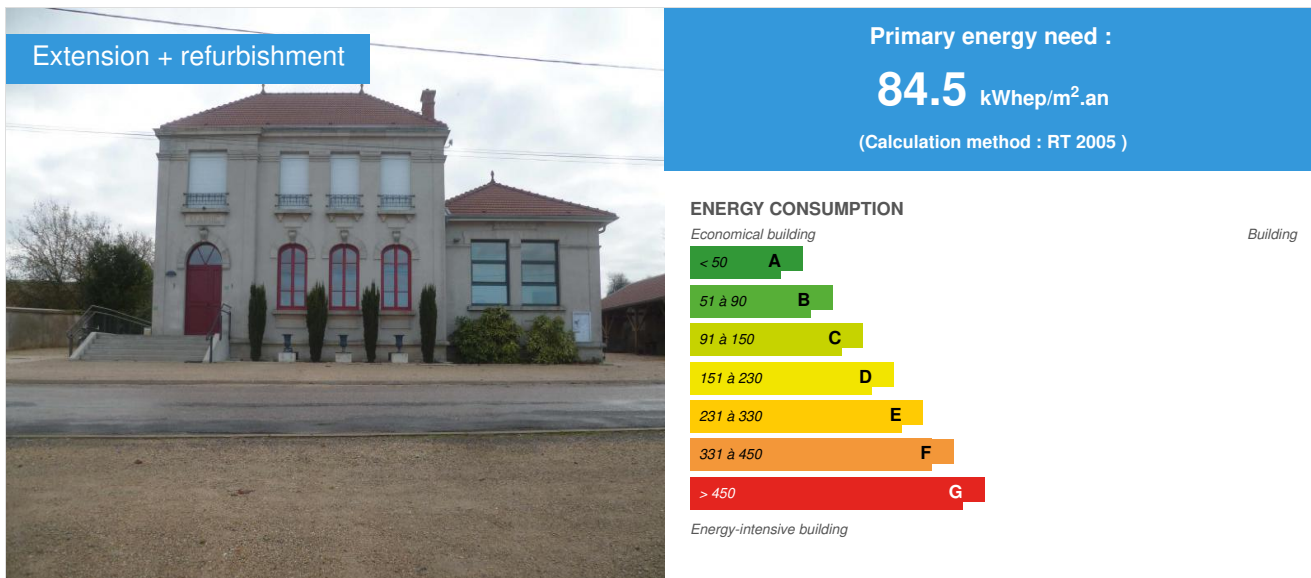 Extension + refurbishment
Primary energy need :
84.5 kWhep/m².an
(Calculation method : RT 2005 )
ENERGY CONSUMPTION
Economical building
Building
< 50 A
51 à 90 B
91 à 150 C
151 à 230 D
231 à 330 E
331 à 450 F
> 450 G
Energy-intensive building